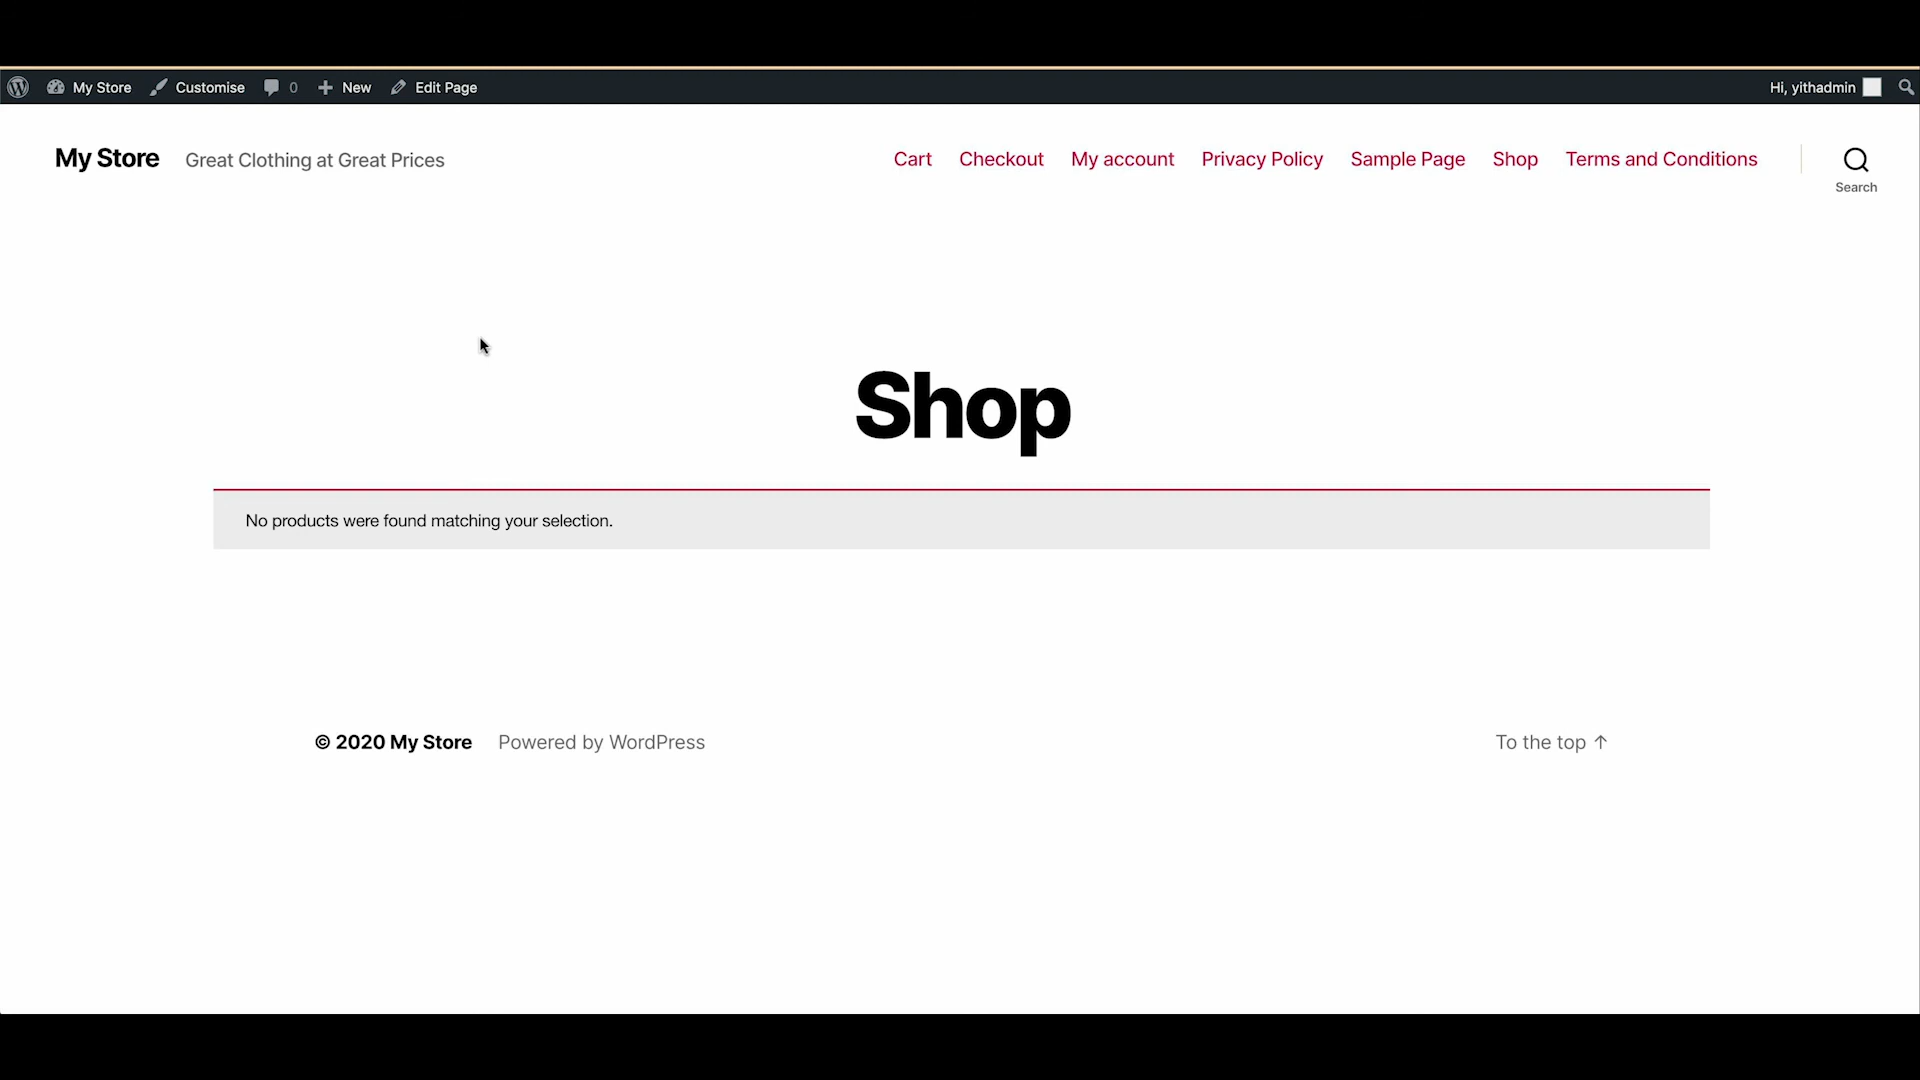 My Store Customise 0 New Edit Page Hi, yithadmin
My Store Great Clothing at Great Prices Cart Checkout My account Privacy Policy Sample Page Shop Terms and Conditions
Search
Shop
No products were found matching your selection.
© 2020 My Store Powered by WordPress To the top ↑